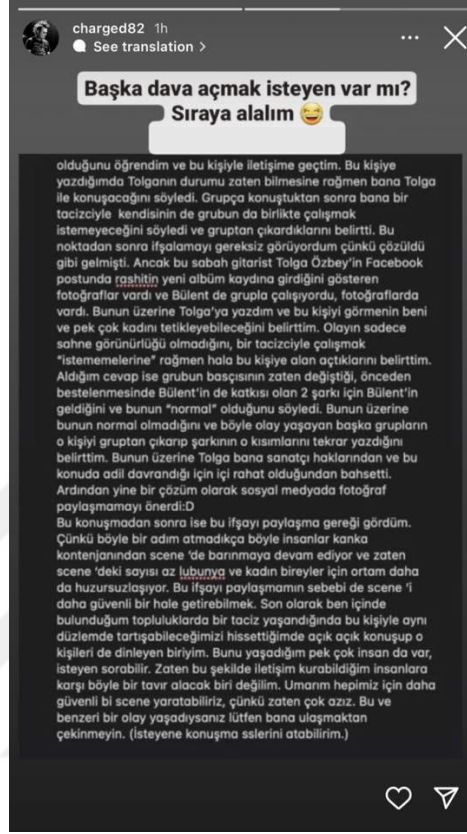 charged82 1h
See translation >
Başka dava açmak isteyen var mı?
Sıraya alalım 😆
olduğunu öğrendim ve bu kişiyle iletişime geçtim. Bu kişiye
yazdığımda Tolganın durumu zaten bilmesine rağmen bana Tolga
ile konuşacağını söyledi. Grupça konuştuktan sonra bana bir
tacizciyle kendisinin de grubun da birlikte çalışmak
istemeyeceğini söyledi ve gruptan çıkardıklarını belirtti. Bu
noktadan sonra ifşalamayı gereksiz görüyordum çünkü çözüldü
gibi gelmişti. Ancak bu sabah gitarist Tolga Özbey'in Facebook
postunda rashitin yeni albüm kaydına girdiğini gösteren
fotoğraflar vardı ve Bülent de grupla çalışıyordu, fotoğraflarda
vardı. Bunun üzerine Tolga'ya yazdım ve bu kişiyi görmenin beni
ve pek çok kadını tetikleyebileceğini belirttim. Olayın sadece
sahne görünürlüğü olmadığını, bir tacizciyle çalışmak
"istememelerine" rağmen hala bu kişiye alan açtıklarını belirttim.
Aldığım cevap ise grubun basçısının zaten değiştiği, önceden
bestelenmesinde Bülent'in de katkısı olan 2 şarkı için Bülent'in
geldiğini ve bunun "normal" olduğunu söyledi. Bunun üzerine
bunun normal olmadığını ve böyle olay yaşayan başka grupların
o kişiyi gruptan çıkarıp şarkının o kısımlarını tekrar yazdığını
belirttim. Bunun üzerine Tolga bana sanatçı haklarından ve bu
konuda adil davrandığı için içi rahat olduğundan bahsetti.
Ardından yine bir çözüm olarak sosyal medyada fotoğraf
paylaşmamayı önerdi:D
Bu konuşmadan sonra ise bu ifşayı paylaşma gereği gördüm.
Çünkü böyle bir adım atmadıkça böyle insanlar kanka
kontenjanından scene 'de barınmaya devam ediyor ve zaten
scene 'deki sayısı az lubunya ve kadın bireyler için ortam daha
da huzursuzlaşıyor. Bu ifşayı paylaşmamın sebebi de scene 'i
daha güvenli bir hale getirebilmek. Son olarak ben içinde
bulunduğum topluluklarda bir taciz yaşandığında bu kişiyle aynı
düzlemde tartışabileceğimizi hissettiğimde açık açık konuşup o
kişileri de dinleyen biriyim. Bunu yaşadığım pek çok insan da var,
isteyen sorabilir. Zaten bu şekilde iletişim kurabildiğim insanlara
karşı böyle bir tavır alacak biri değilim. Umarım hepimiz için daha
güvenli bi scene yaratabiliriz, çünkü zaten çok azız. Bu ve
benzeri bir olay yaşadıysanız lütfen bana ulaşmaktan
çekinmeyin. (İsteyene konuşma sslerini atabilirim.)